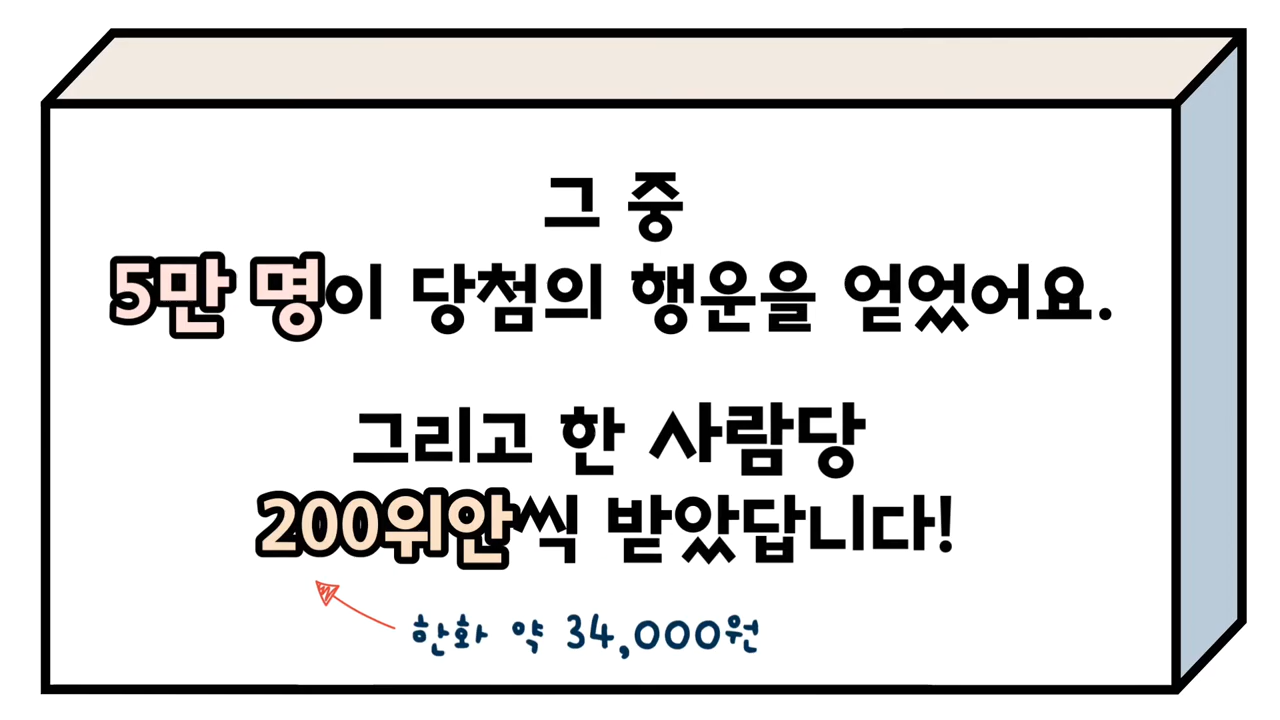 그 중
5만 명이 당첨의 행운을 얻었어요.
그리고 한 사람당
200위안씩 받았답니다!
한화 약 34,000원